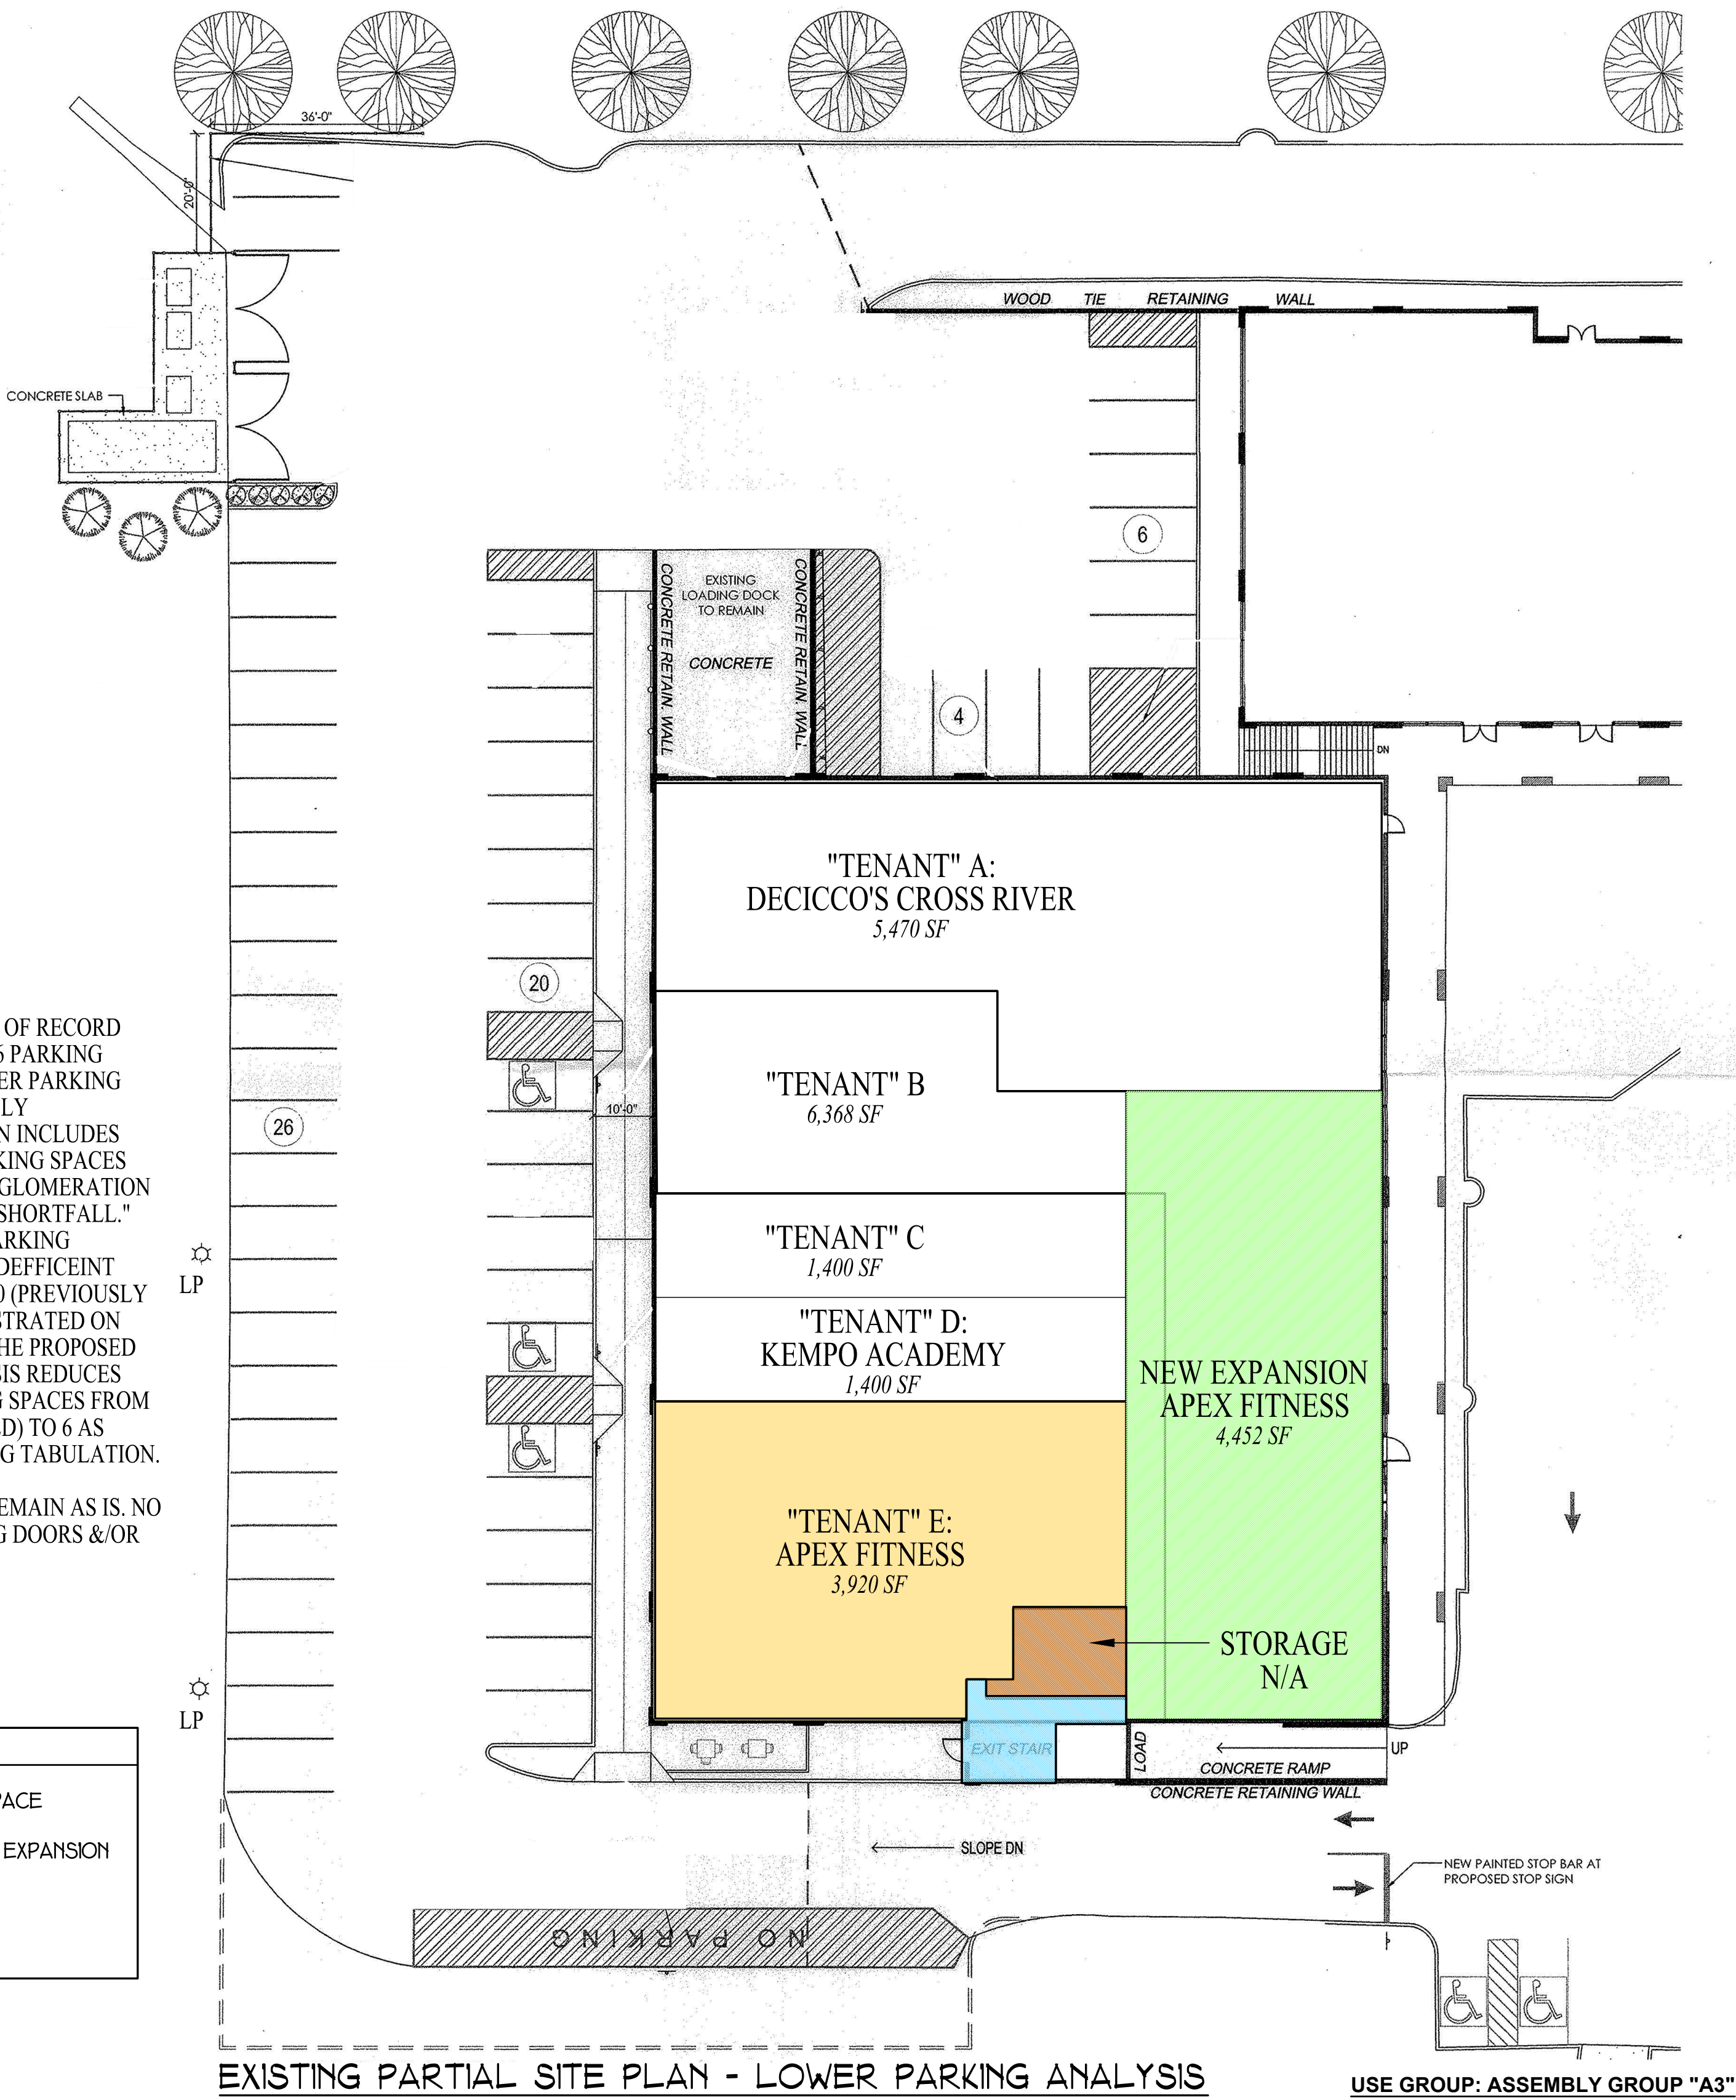 36'-0"
20'-0"
WOOD TIE RETAINING WALL
CONCRETE SLAB
6
CONCRETE RETAIN. WALL
EXISTING
LOADING DOCK
TO REMAIN
CONCRETE
CONCRETE RETAIN. WALL
4
DN
"TENANT" A:
DECICCO'S CROSS RIVER
5,470 SF
20
OF RECORD
PARKING
ER PARKING
LY
N INCLUDES
KING SPACES
GLOMERATION
SHORTFALL."
ARKING
DEFFICEINT
0 (PREVIOUSLY
STRATED ON
HE PROPOSED
SIS REDUCES
G SPACES FROM
ED) TO 6 AS
G TABULATION.
EMAIN AS IS. NO
G DOORS &/OR
26
10'-0"
"TENANT" B
6,368 SF
"TENANT" C
1,400 SF
"TENANT" D:
KEMPO ACADEMY
1,400 SF
NEW EXPANSION
APEX FITNESS
4,452 SF
"TENANT" E:
APEX FITNESS
3,920 SF
STORAGE
N/A
LP
LP
EXIT STAIR
LOAD
UP
CONCRETE RAMP
CONCRETE RETAINING WALL
PACE
EXPANSION
SLOPE DN
NEW PAINTED STOP BAR AT
PROPOSED STOP SIGN
NO PARKING
EXISTING PARTIAL SITE PLAN - LOWER PARKING ANALYSIS
USE GROUP: ASSEMBLY GROUP "A3"